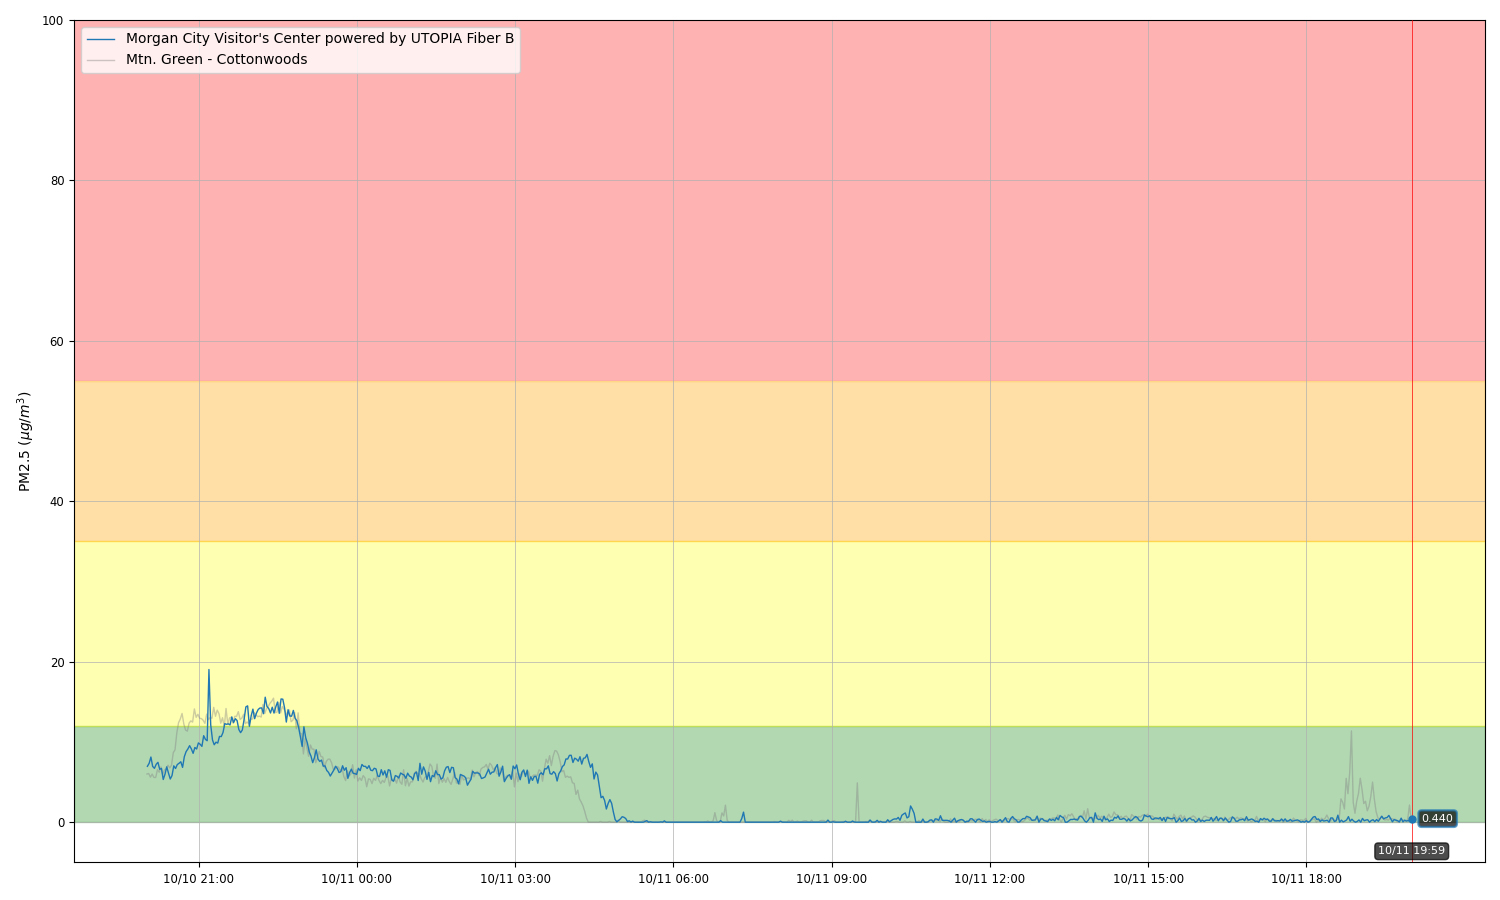 100
Morgan City Visitor's Center powered by UTOPIA Fiber B
Mtn. Green - Cottonwoods
80
60
PM2.5 (μg/m³)
40
20
0
0.440
10/11 19:59
10/10 21:00 10/11 00:00 10/11 03:00 10/11 06:00 10/11 09:00 10/11 12:00 10/11 15:00 10/11 18:00